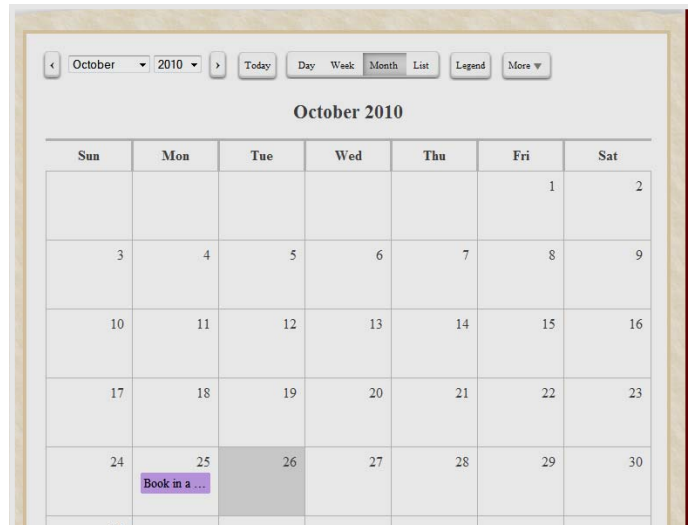 ‹ October 2010 › Today Day Week Month List Legend More ▼
October 2010
Sun Mon Tue Wed Thu Fri Sat
1 2
3 4 5 6 7 8 9
10 11 12 13 14 15 16
17 18 19 20 21 22 23
24 25 26 27 28 29 30
Book in a ...